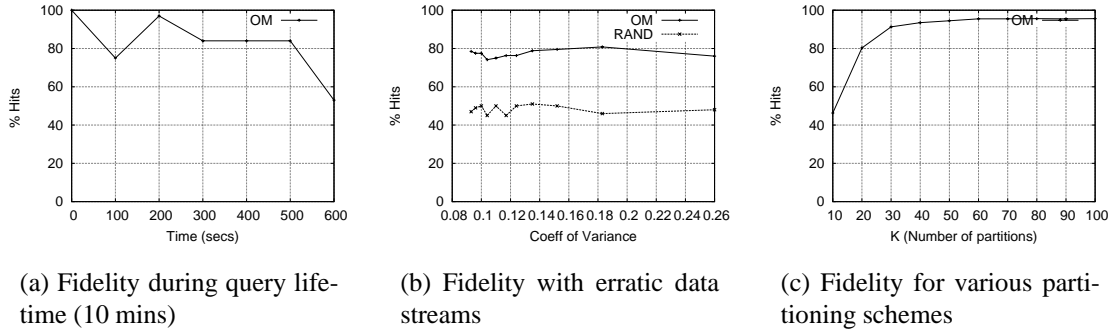 100
80
60
40
20
0
% Hits
OM
0 100 200 300 400 500 600
Time (secs)
(a) Fidelity during query life-
time (10 mins)
100
80
60
40
20
0
% Hits
OM
RAND
0.08 0.1 0.12 0.14 0.16 0.18 0.2 0.22 0.24 0.26
Coeff of Variance
(b) Fidelity with erratic data
streams
100
80
60
40
20
0
% Hits
OM
10 20 30 40 50 60 70 80 90 100
K (Number of partitions)
(c) Fidelity for various parti-
tioning schemes